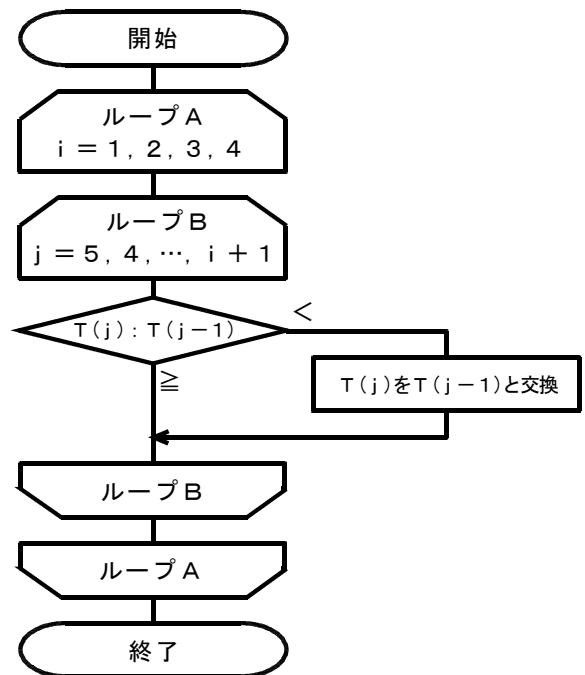 開始
ループA
i＝1，2，3，4
ループB
j＝5，4，…，i＋1
T(j)：T(j－1)
＜
≧
T(j)をT(j－1)と交換
ループB
ループA
終了